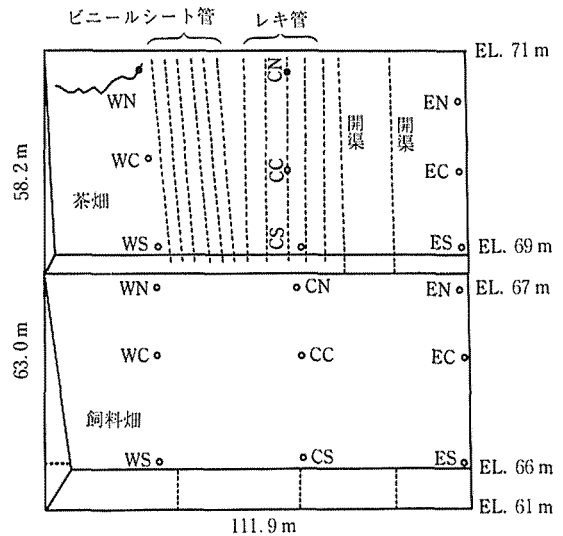 ビニールシート管
レキ管
EL. 71 m
CN
WN
EN
開渠
開渠
58.2 m
WC
CC
EC
茶畑
WS
CS
ES
EL. 69 m
WN
CN
EN
EL. 67 m
63.0 m
WC
CC
EC
飼料畑
WS
CS
ES
EL. 66 m
EL. 61 m
111.9 m